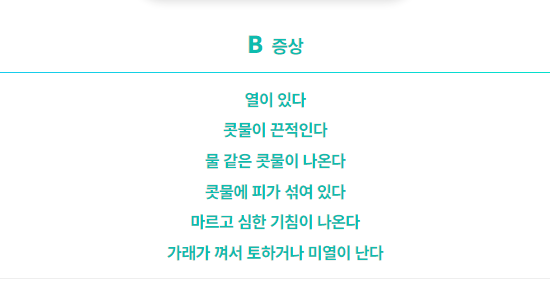 B 증상
열이 있다
콧물이 끈적인다
물 같은 콧물이 나온다
콧물에 피가 섞여 있다
마르고 심한 기침이 나온다
가래가 껴서 토하거나 미열이 난다